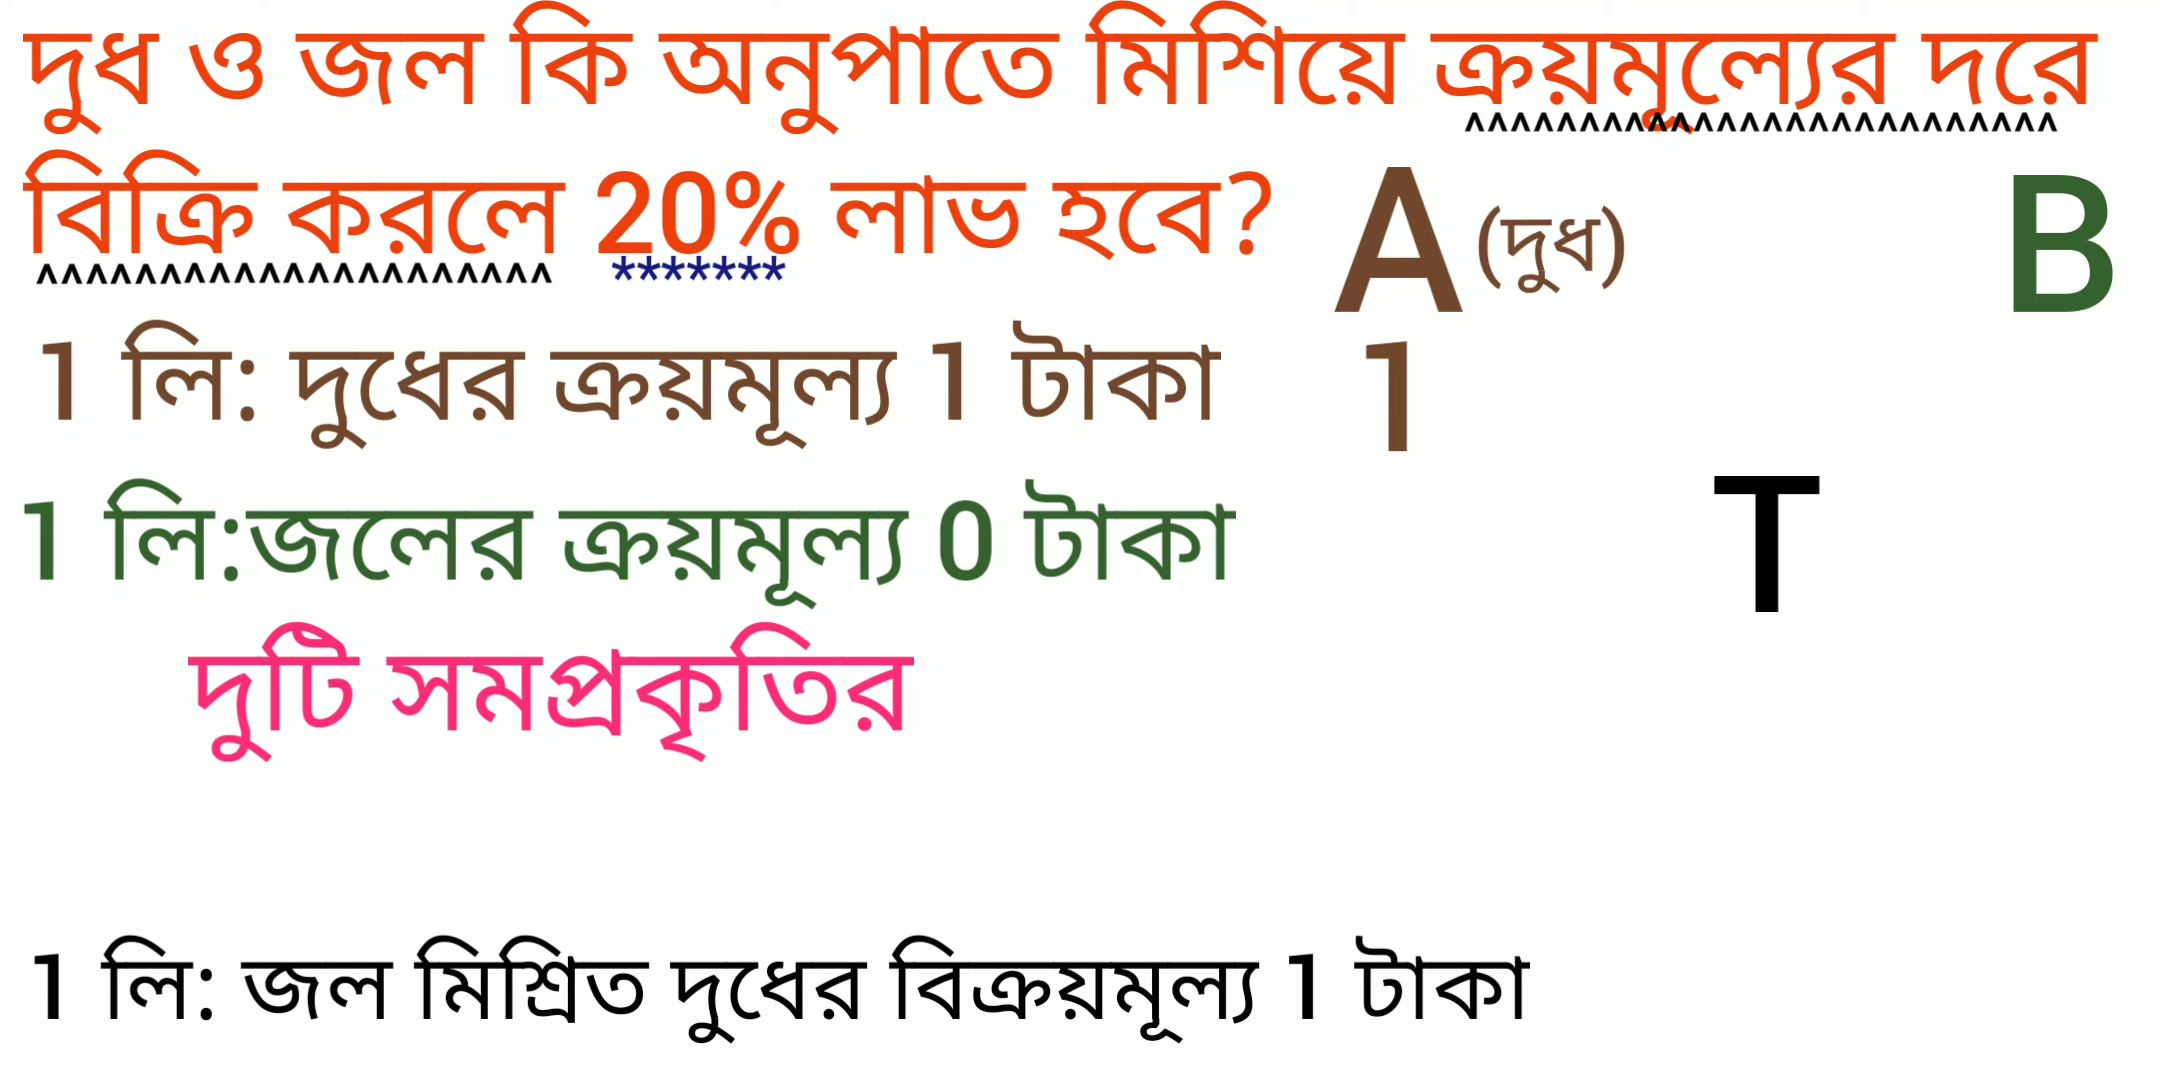 দুধ ও জল কি অনুপাতে মিশিয়ে ক্রয়মূল্যের দরে
^^^^^^^^^^^^^^^^^^^^^^^^^^
বিক্রি করলে 20% লাভ হবে?
^^^^^^^^^^^^^^^^^^^^^ *******
A (দুধ) B
1 লি: দুধের ক্রয়মূল্য 1 টাকা 1
1 লি:জলের ক্রয়মূল্য 0 টাকা T
দুটি সমপ্রকৃতির
1 লি: জল মিশ্রিত দুধের বিক্রয়মূল্য 1 টাকা